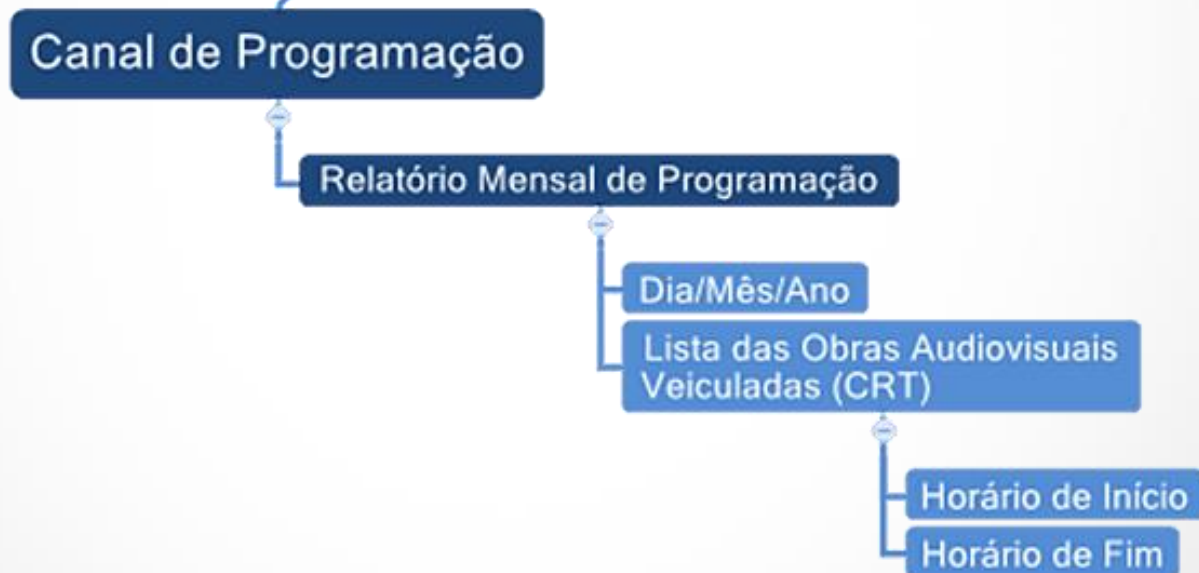 Canal de Programação
Relatório Mensal de Programação
Dia/Mês/Ano
Lista das Obras Audiovisuais
Veiculadas (CRT)
Horário de Início
Horário de Fim